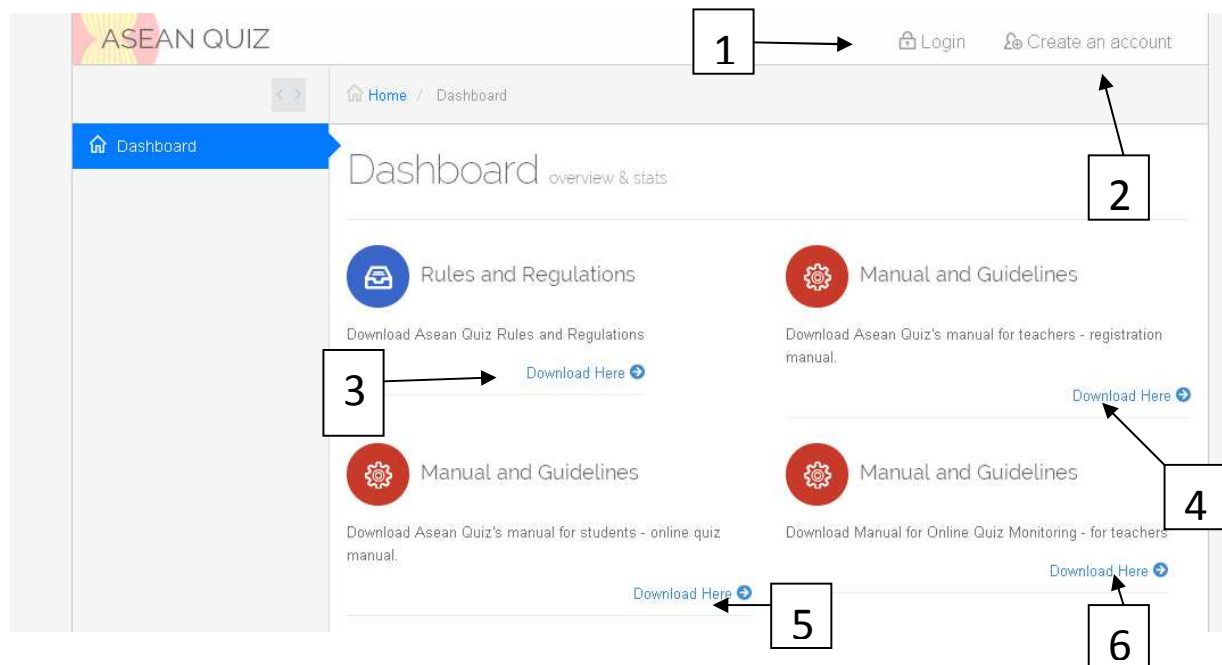 ASEAN QUIZ
1
Login
Create an account
Home / Dashboard
Dashboard
2
Dashboard overview & stats
Rules and Regulations
Download Asean Quiz Rules and Regulations
Download Here
3
Manual and Guidelines
Download Asean Quiz's manual for teachers - registration
manual.
Download Here
4
Manual and Guidelines
Download Asean Quiz's manual for students - online quiz
manual.
Download Here
5
Manual and Guidelines
Download Manual for Online Quiz Monitoring - for teachers
Download Here
6